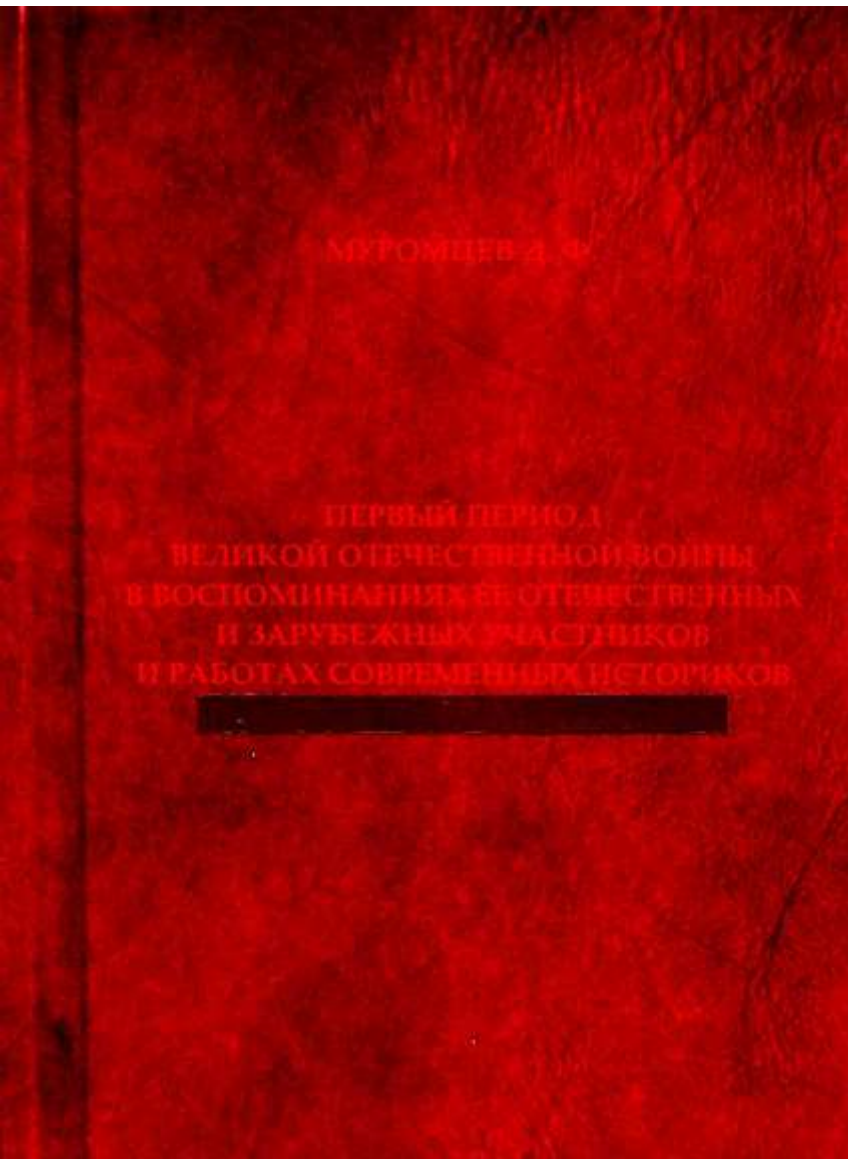 МУРОМЦЕВ Д. Ф.
ПЕРВЫЙ ПЕРИОД
ВЕЛИКОЙ ОТЕЧЕСТВЕННОЙ ВОЙНЫ
В ВОСПОМИНАНИЯХ ЕЕ ОТЕЧЕСТВЕННЫХ
И ЗАРУБЕЖНЫХ УЧАСТНИКОВ
И РАБОТАХ СОВРЕМЕННЫХ ИСТОРИКОВ